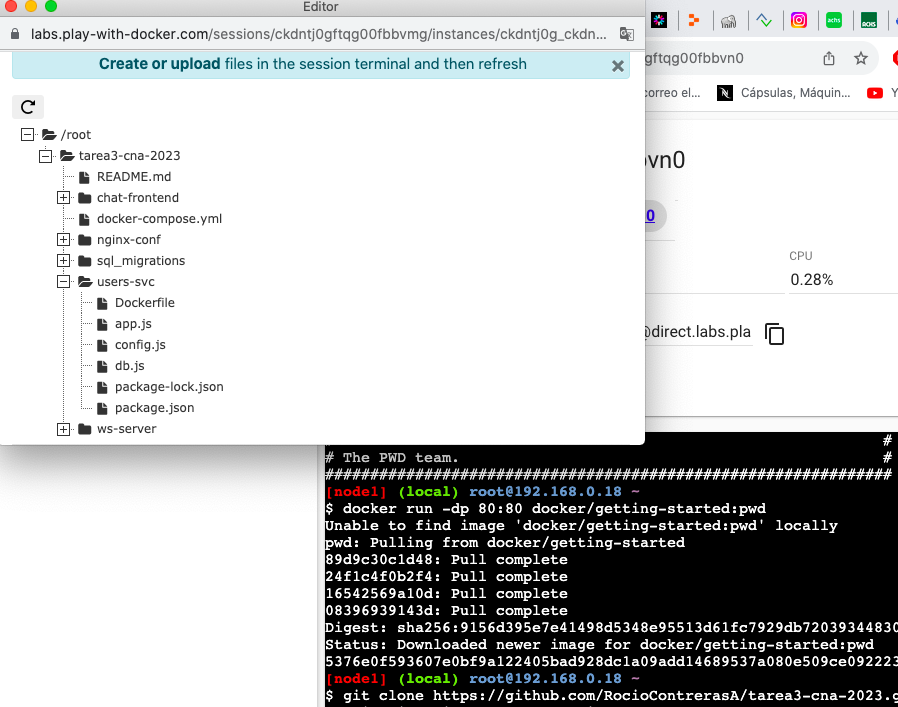 Editor
labs.play-with-docker.com/sessions/ckdntj0gftqg00fbbvmg/instances/ckdntj0g_ckdn...
Create or upload files in the session terminal and then refresh
/root
tarea3-cna-2023
README.md
chat-frontend
docker-compose.yml
nginx-conf
sql_migrations
users-svc
Dockerfile
app.js
config.js
db.js
package-lock.json
package.json
ws-server
achs
ACHS
gftqg00fbbvn0
correo el...
Cápsulas, Máquin...
Y
bvn0
0
CPU
0.28%
@direct.labs.pla
#
# The PWD team. #
###############################################################
[node1] (local) root@192.168.0.18 ~
$ docker run -dp 80:80 docker/getting-started:pwd
Unable to find image 'docker/getting-started:pwd' locally
pwd: Pulling from docker/getting-started
89d9c30c1d48: Pull complete
24f1c4f0b2f4: Pull complete
16542569a10d: Pull complete
08396939143d: Pull complete
Digest: sha256:9156d395e7e41498d5348e95513d61fc7929db72039344830
Status: Downloaded newer image for docker/getting-started:pwd
5376e0f593607e0bf9a122405bad928dc1a09add14689537a080e509ce092223
[node1] (local) root@192.168.0.18 ~
$ git clone https://github.com/RocioContrerasA/tarea3-cna-2023.g